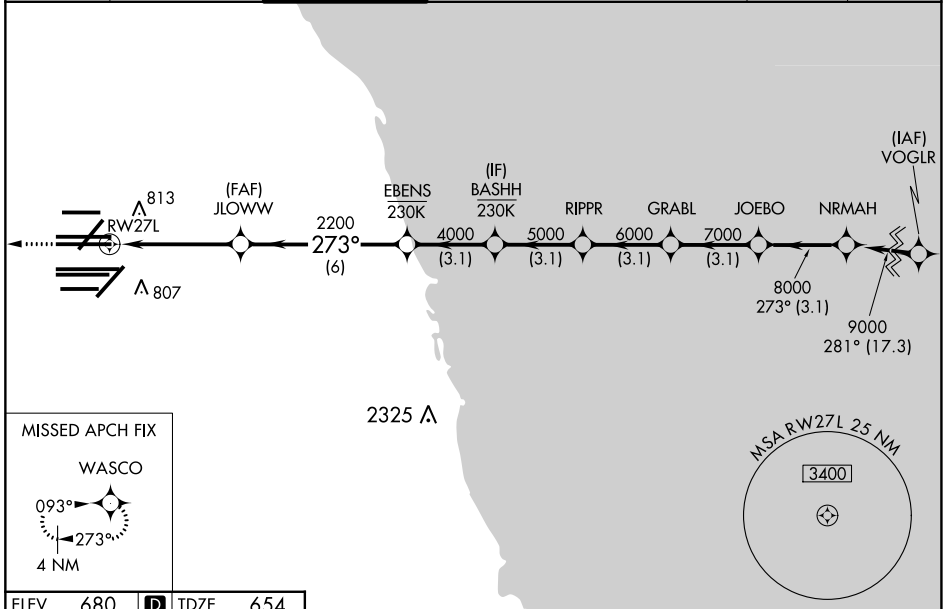 (IAF)
VOGLR
813
(FAF)
JLOWW
EBENS
230K
(IF)
BASHH
230K
RIPPR
GRABL
JOEBO
NRMAH
RW27L
2200
273°
(6)
4000
(3.1)
5000
(3.1)
6000
(3.1)
7000
(3.1)
8000
273° (3.1)
9000
281° (17.3)
807
2325
MISSED APCH FIX
WASCO
093°
273°
4 NM
MSA RW27L 25 NM
3400
ELEV 680 D TDZE 654